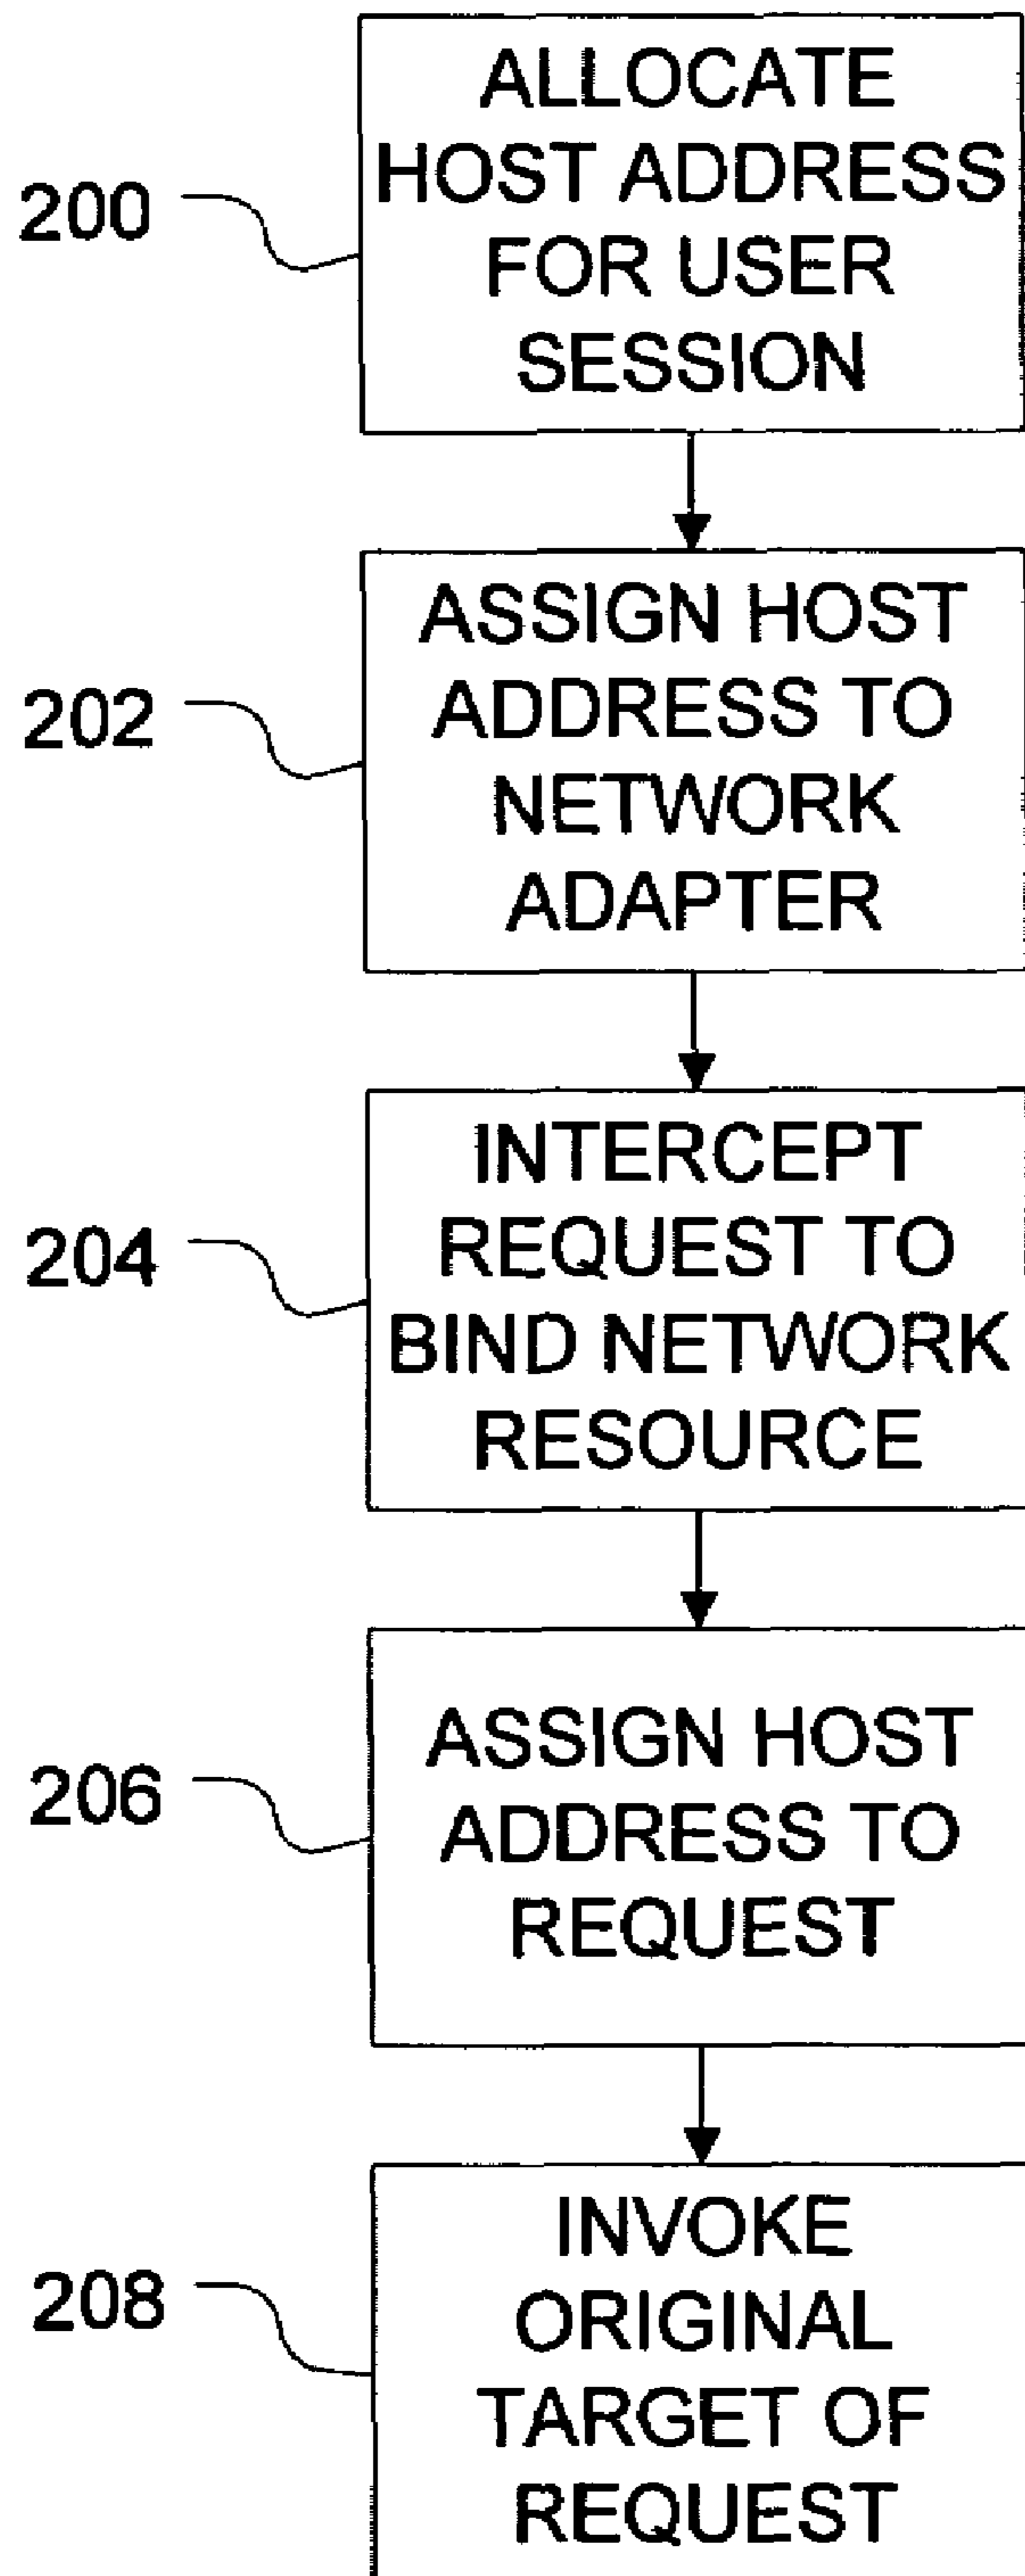 ALLOCATE
HOST ADDRESS
FOR USER
SESSION
200
ASSIGN HOST
ADDRESS TO
NETWORK
ADAPTER
202
INTERCEPT
REQUEST TO
BIND NETWORK
RESOURCE
204
ASSIGN HOST
ADDRESS TO
REQUEST
206
INVOKE
ORIGINAL
TARGET OF
REQUEST
208